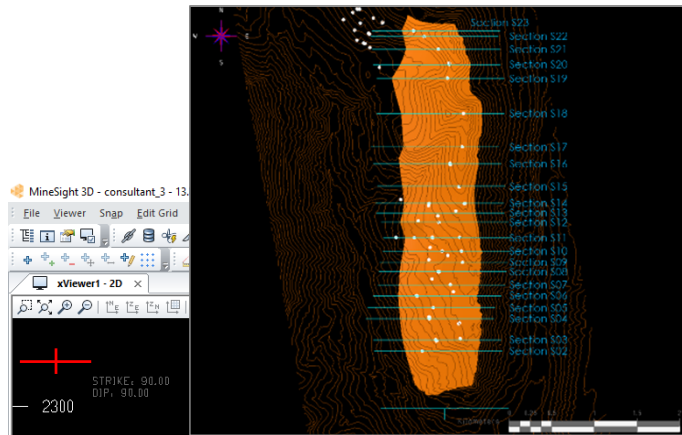 N
W
E
S
Section S23
Section S22
Section S21
Section S20
Section S19
Section S18
Section S17
Section S16
Section S15
Section S14
Section S13
Section S12
Section S11
Section S10
Section S09
Section S08
Section S07
Section S06
Section S05
Section S04
Section S03
Section S02
Kilometers
MineSight 3D - consultant_3 - 13.
File Viewer Snap Edit Grid
xViewer1 - 2D
STRIKE: 90.00
DIP: 90.00
2300